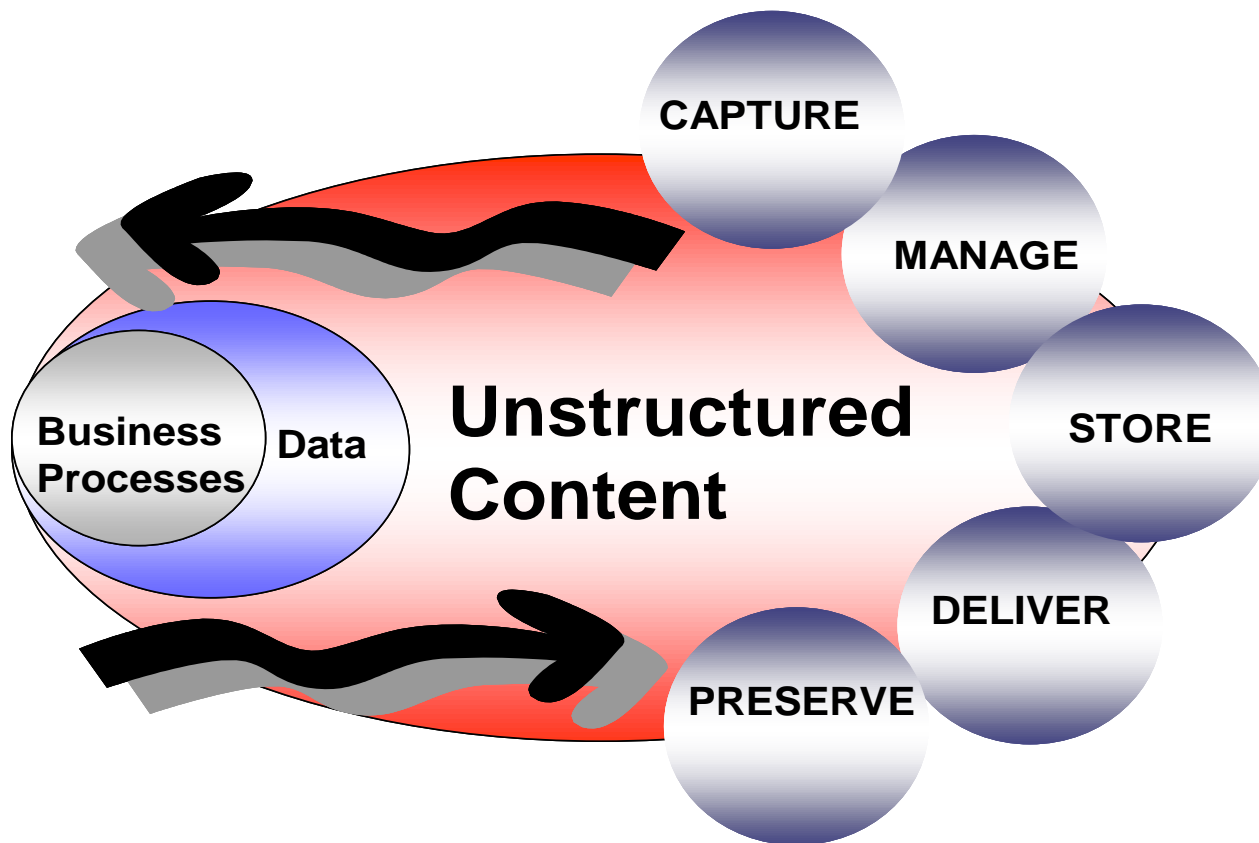 CAPTURE
MANAGE
STORE
DELIVER
PRESERVE
Unstructured
Content
Business
Processes
Data